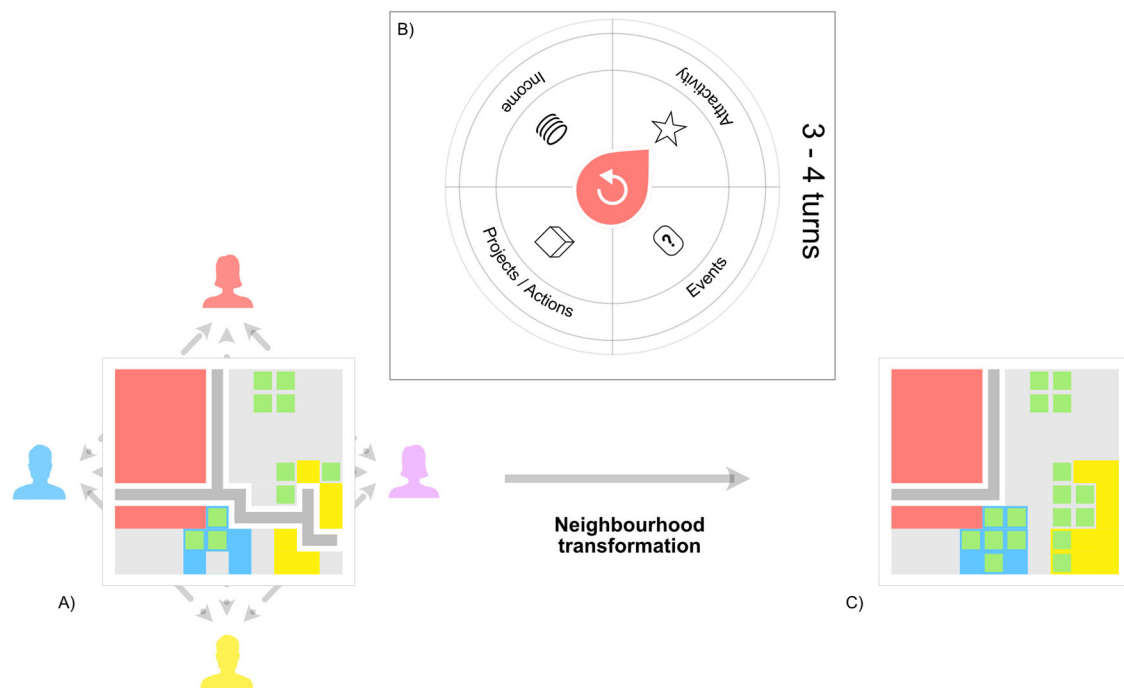 B)
Income
Attractivity
Projects / Actions
?
Events
3 - 4 turns
Neighbourhood
transformation
A)
C)